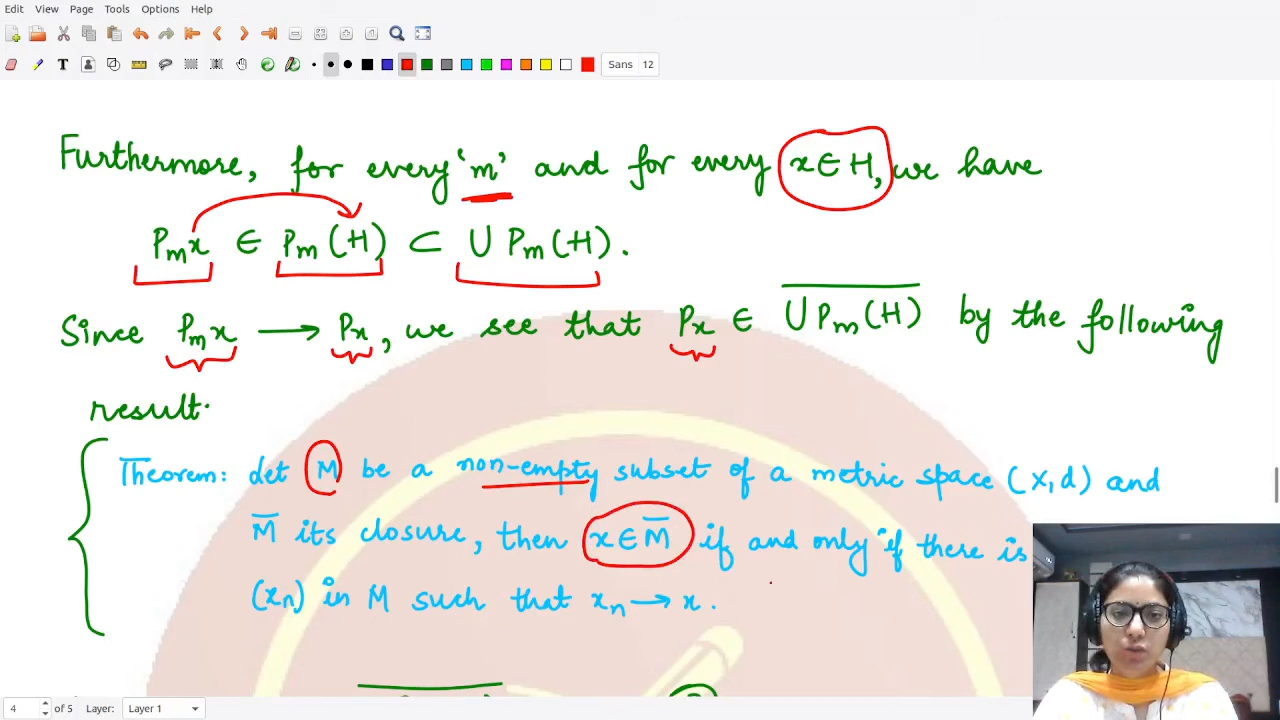 Edit View Page Tools Options Help
Sans 12
Furthermore, for every 'm' and for every x∈H, we have
Pₘx ∈ Pₘ(H) ⊂ ∪ Pₘ(H).
Since Pₘx ⟶ Px, we see that Px ∈ \overline{∪ Pₘ(H)} by the following
result.
Theorem: Let M be a non-empty subset of a metric space (X,d) and
M̅ its closure, then x∈M̅ if and only if there is
(xₙ) in M such that xₙ⟶x.
4 of 5 Layer: Layer 1